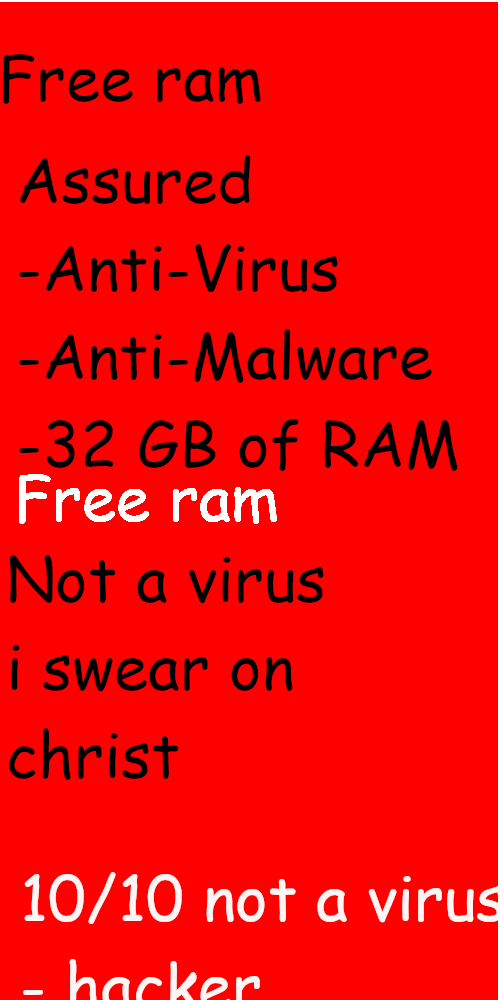 Free ram
Assured
-Anti-Virus
-Anti-Malware
-32 GB of RAM
Free ram
Not a virus
i swear on
christ
10/10 not a virus
- hacker